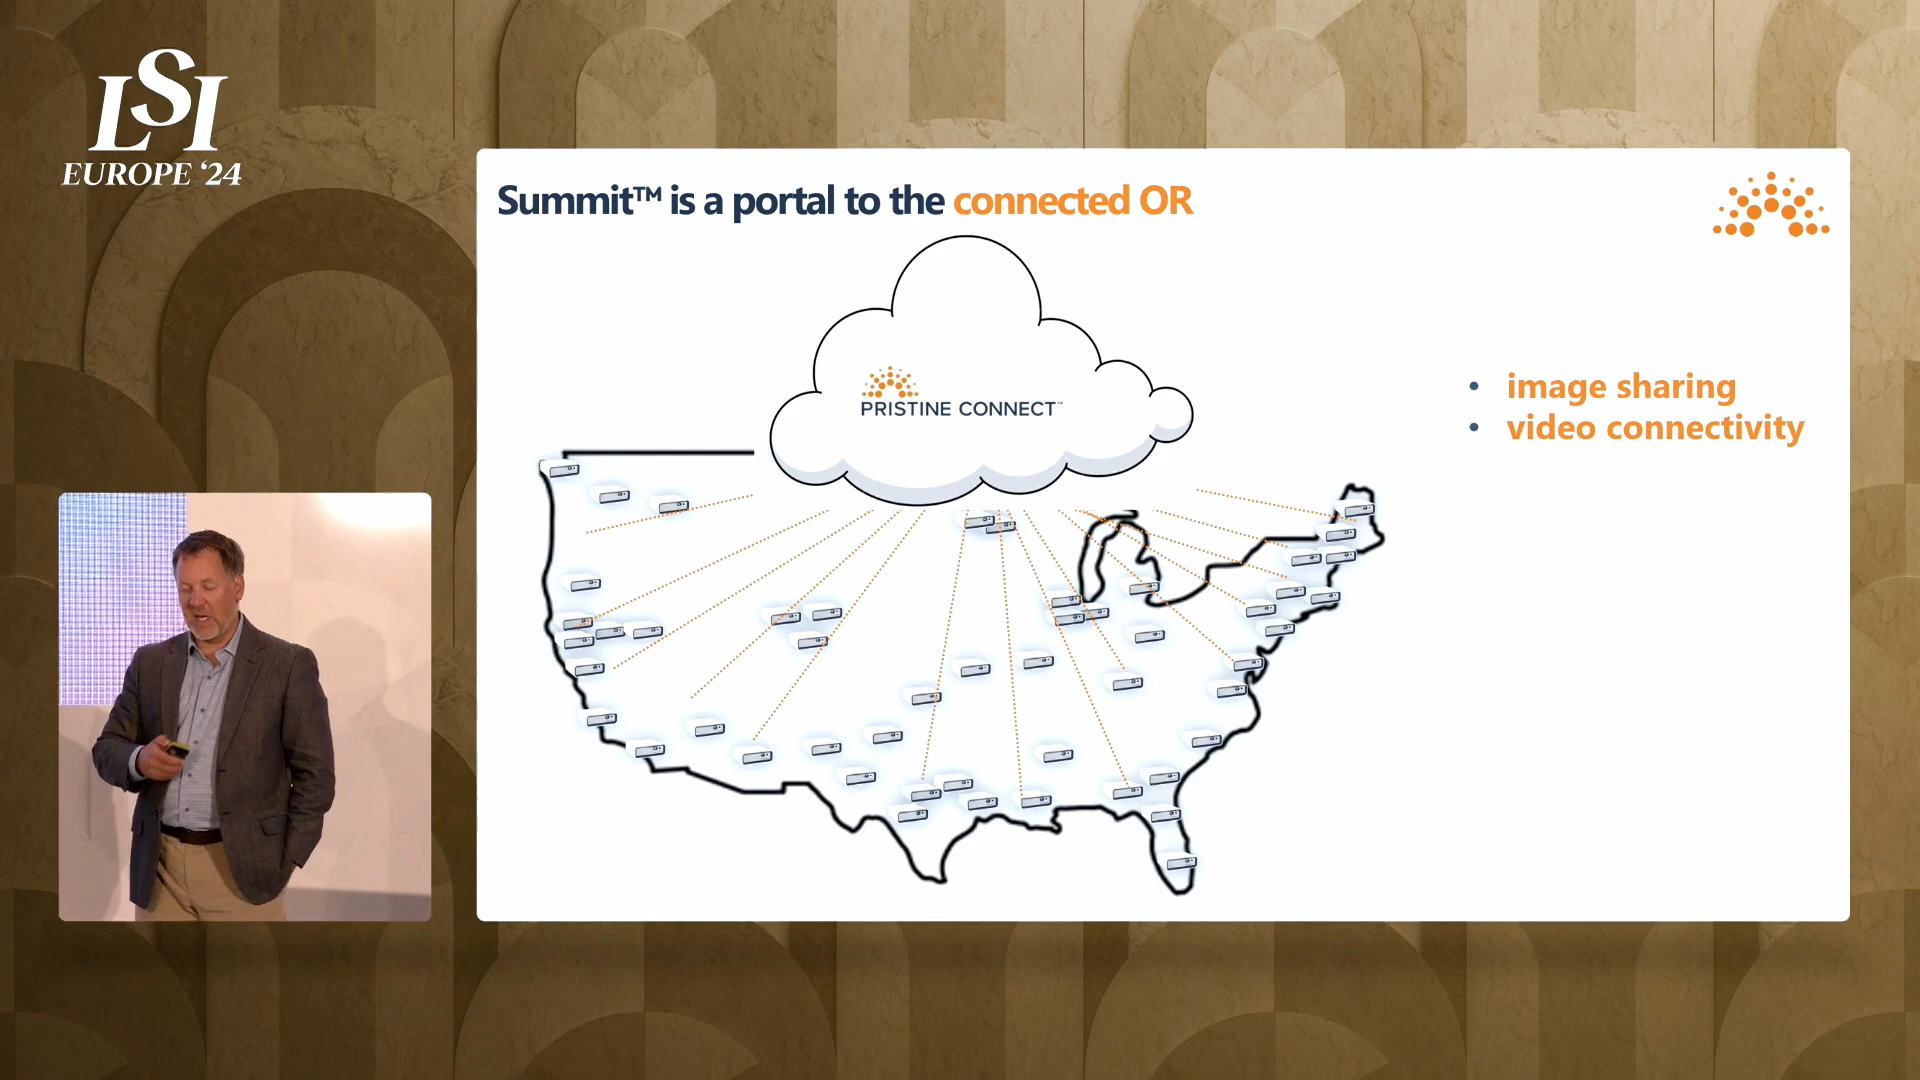 LSI
EUROPE '24
Summit™ is a portal to the connected OR
PRISTINE CONNECT™
• image sharing
• video connectivity